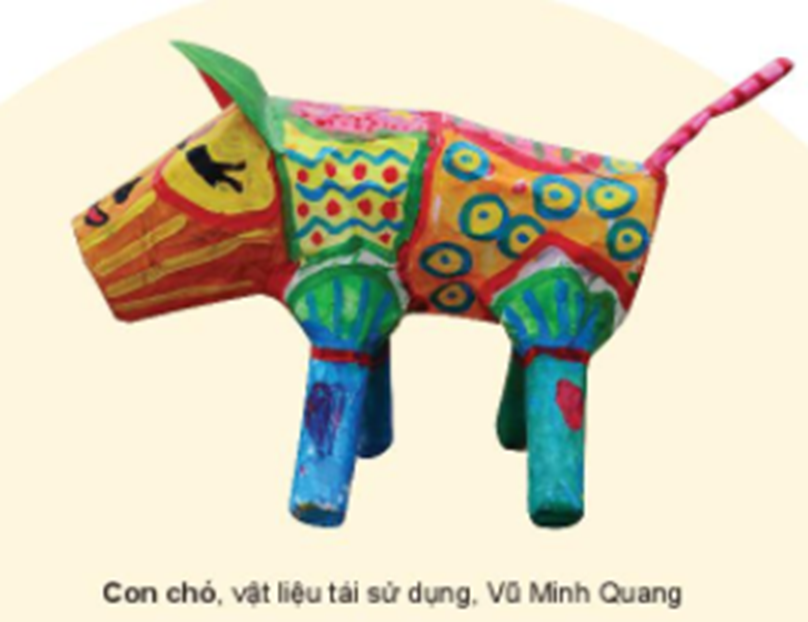 Con chó, vật liệu tái sử dụng, Vũ Minh Quang